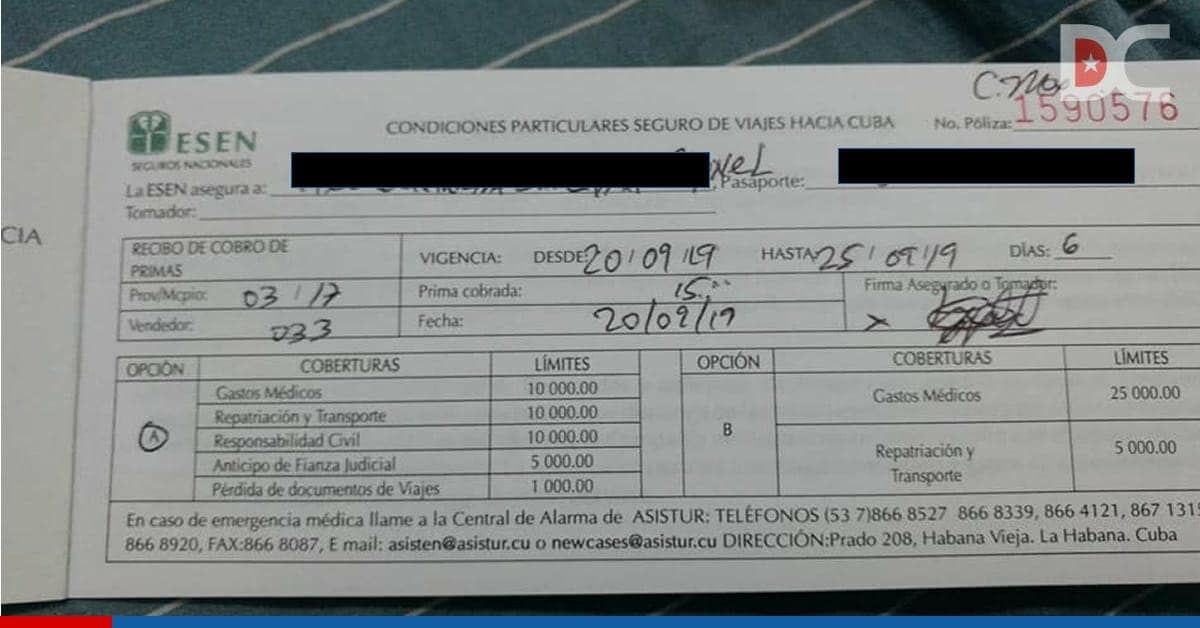 DC
C.
1590576
ESEN
SEGUROS NACIONALES
CONDICIONES PARTICULARES SEGURO DE VIAJES HACIA CUBA
No. Póliza:
La ESEN asegura a:
, Pasaporte:
Tomador:
CIA
RECIBO DE COBRO DE PRIMAS
VIGENCIA: DESDE: 20/09/19 HASTA 25/09/19 DÍAS: 6
Prov/Mcpio: 03/17
Prima cobrada: 15.00
Firma Asegurado o Tomador:
Vendedor: 033
Fecha: 20/09/19
X
OPCIÓN COBERTURAS LÍMITES OPCIÓN COBERTURAS LÍMITES
A
Gastos Médicos 10 000.00
Repatriación y Transporte 10 000.00
Responsabilidad Civil 10 000.00
Anticipo de Fianza Judicial 5 000.00
Pérdida de documentos de Viajes 1 000.00
B
Gastos Médicos 25 000.00
Repatriación y Transporte 5 000.00
En caso de emergencia médica llame a la Central de Alarma de ASISTUR: TELÉFONOS (53 7)866 8527 866 8339, 866 4121, 867 1315
866 8920, FAX:866 8087, E mail: asisten@asistur.cu o newcases@asistur.cu DIRECCIÓN:Prado 208, Habana Vieja. La Habana. Cuba